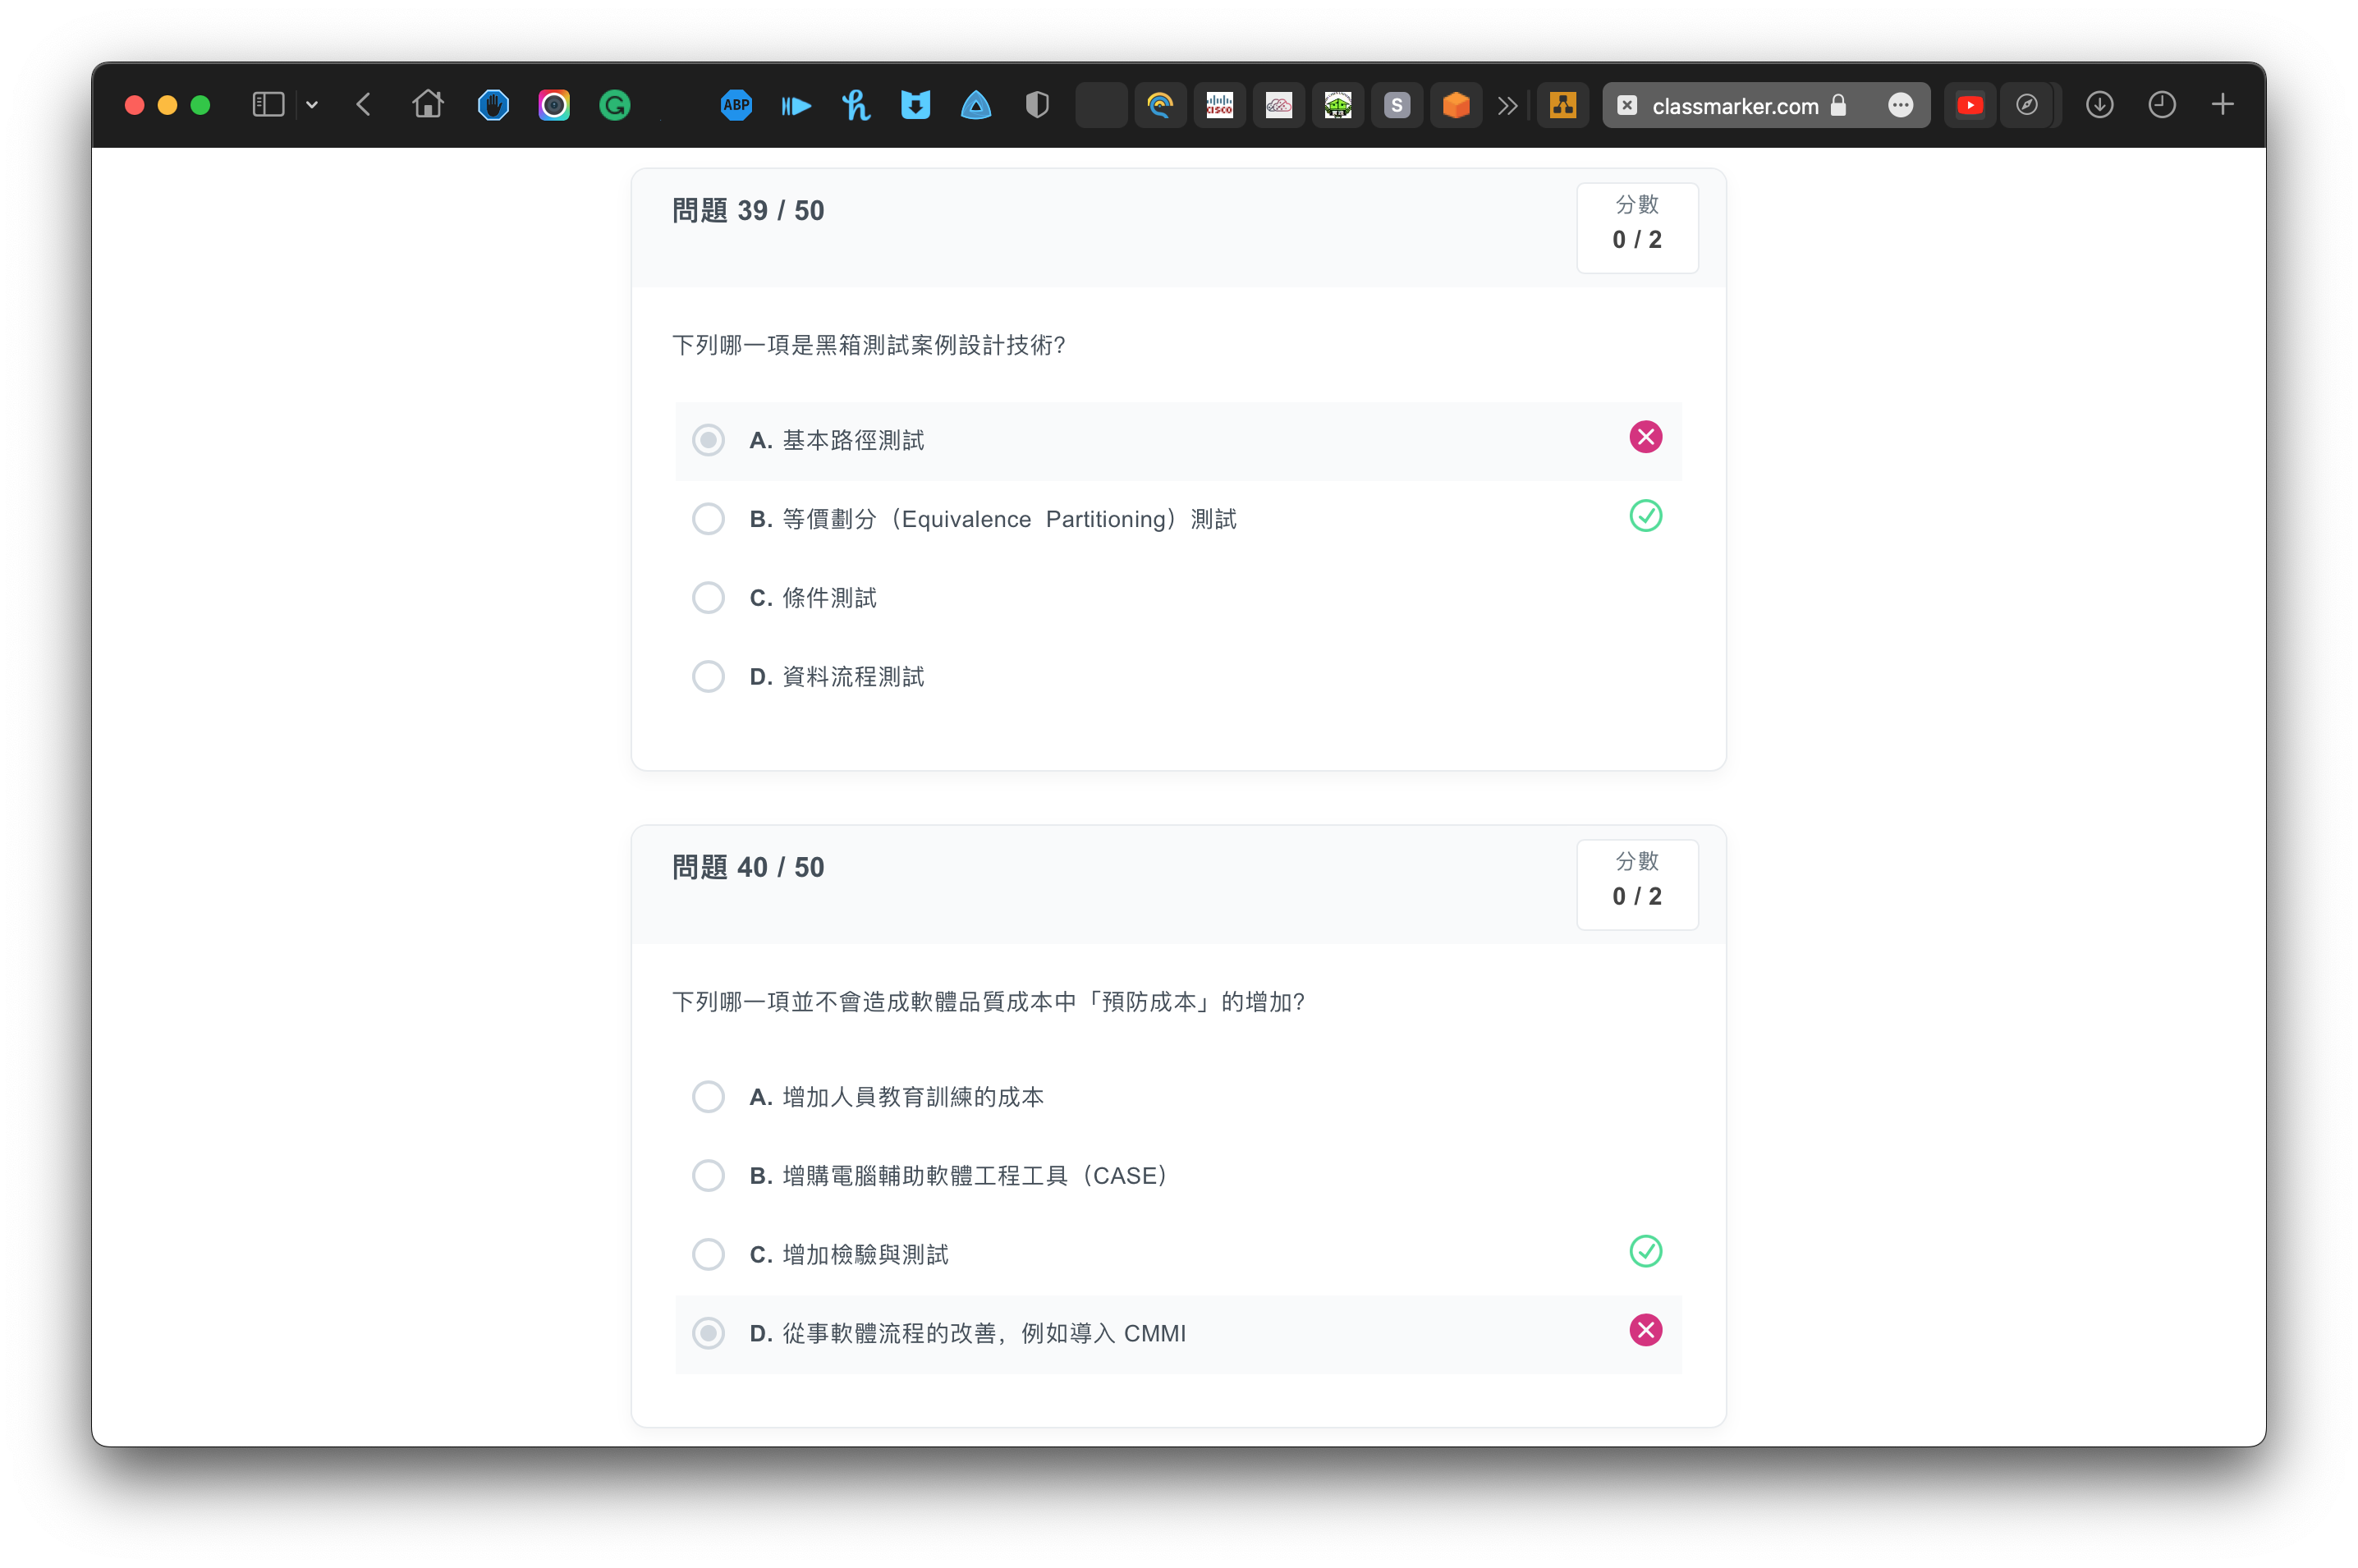 ABP
CISCO
S
classmarker.com
問題 39 / 50
分數
0 / 2
下列哪一項是黑箱測試案例設計技術?
A. 基本路徑測試
B. 等價劃分（Equivalence Partitioning）測試
C. 條件測試
D. 資料流程測試
問題 40 / 50
分數
0 / 2
下列哪一項並不會造成軟體品質成本中「預防成本」的增加?
A. 增加人員教育訓練的成本
B. 增購電腦輔助軟體工程工具（CASE）
C. 增加檢驗與測試
D. 從事軟體流程的改善，例如導入 CMMI